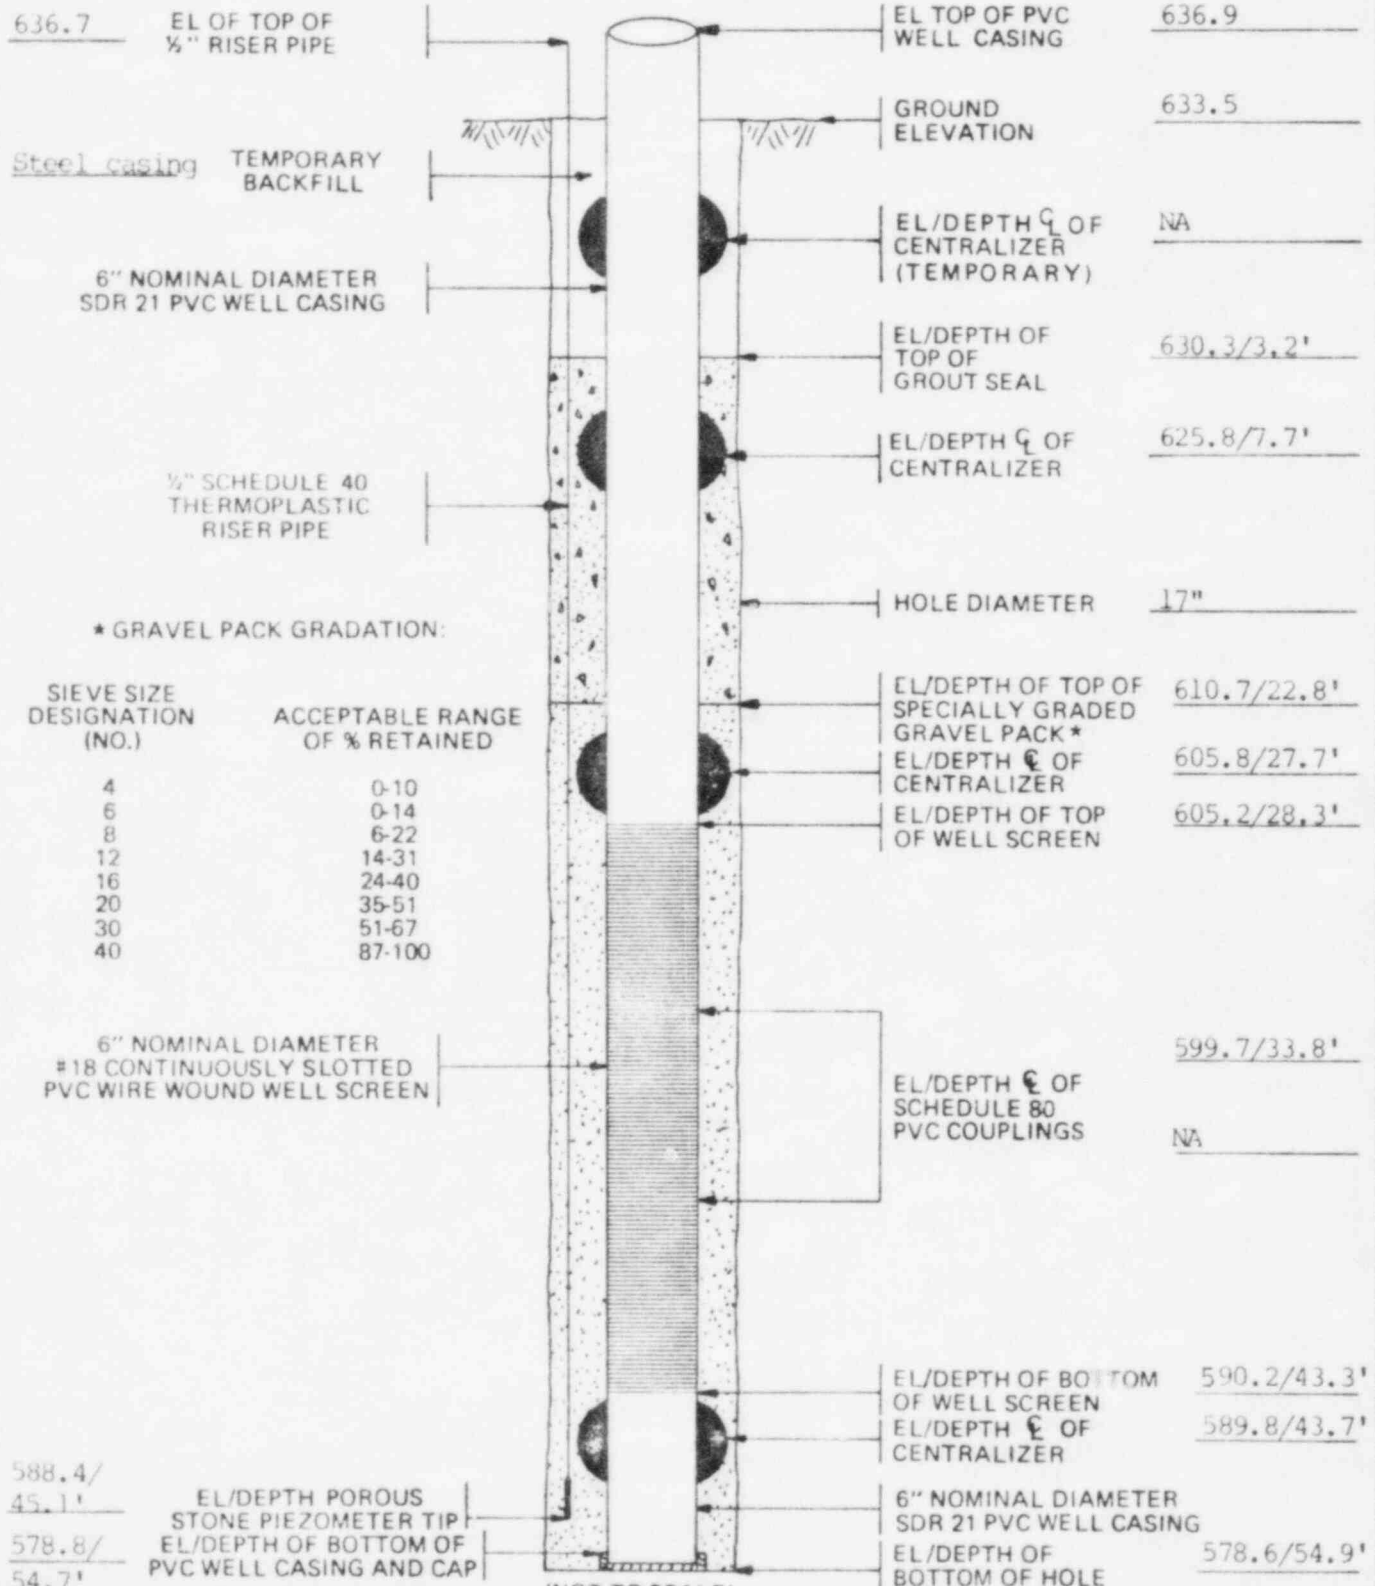 636.7
EL OF TOP OF
½" RISER PIPE
EL TOP OF PVC
WELL CASING
636.9
GROUND
ELEVATION
633.5
Steel casing
TEMPORARY
BACKFILL
EL/DEPTH ℄ OF
CENTRALIZER
(TEMPORARY)
NA
6" NOMINAL DIAMETER
SDR 21 PVC WELL CASING
EL/DEPTH OF
TOP OF
GROUT SEAL
630.3/3.2'
EL/DEPTH ℄ OF
CENTRALIZER
625.8/7.7'
½" SCHEDULE 40
THERMOPLASTIC
RISER PIPE
HOLE DIAMETER
17"
* GRAVEL PACK GRADATION:
SIEVE SIZE
DESIGNATION
(NO.)
ACCEPTABLE RANGE
OF % RETAINED
4 0-10
6 0-14
8 6-22
12 14-31
16 24-40
20 35-51
30 51-67
40 87-100
EL/DEPTH OF TOP OF
SPECIALLY GRADED
GRAVEL PACK *
610.7/22.8'
EL/DEPTH ℄ OF
CENTRALIZER
605.8/27.7'
EL/DEPTH OF TOP
OF WELL SCREEN
605.2/28.3'
6" NOMINAL DIAMETER
#18 CONTINUOUSLY SLOTTED
PVC WIRE WOUND WELL SCREEN
599.7/33.8'
EL/DEPTH ℄ OF
SCHEDULE 80
PVC COUPLINGS
NA
EL/DEPTH OF BOTTOM
OF WELL SCREEN
590.2/43.3'
EL/DEPTH ℄ OF
CENTRALIZER
589.8/43.7'
588.4/
45.1'
EL/DEPTH POROUS
STONE PIEZOMETER TIP
6" NOMINAL DIAMETER
SDR 21 PVC WELL CASING
578.8/
54.7'
EL/DEPTH OF BOTTOM OF
PVC WELL CASING AND CAP
EL/DEPTH OF
BOTTOM OF HOLE
578.6/54.9'